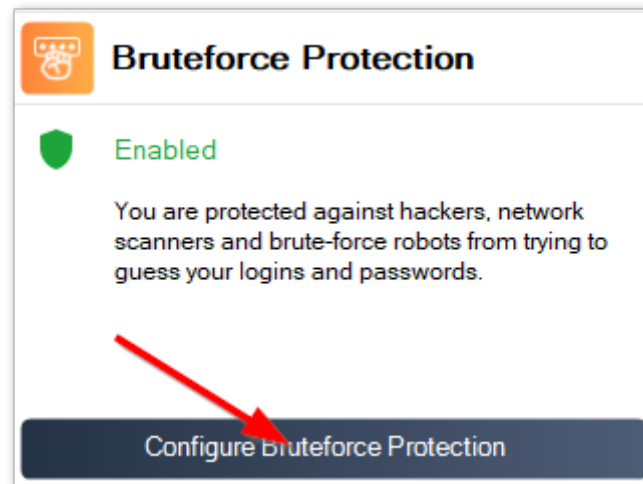 Bruteforce Protection
Enabled
You are protected against hackers, network
scanners and brute-force robots from trying to
guess your logins and passwords.
Configure Bruteforce Protection